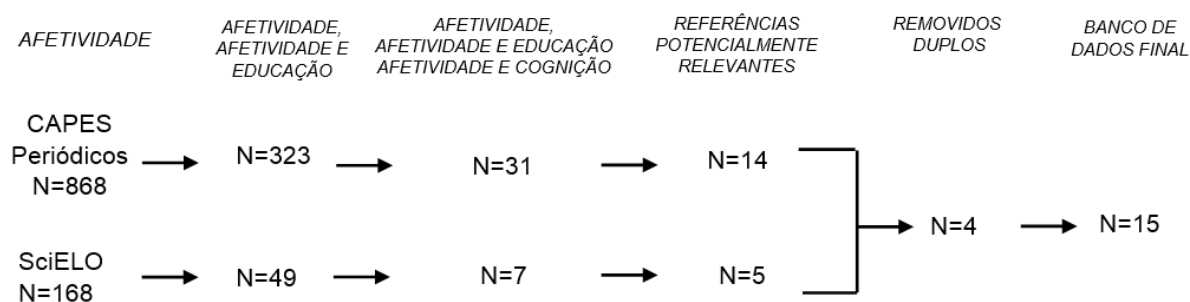 AFETIVIDADE
AFETIVIDADE,
AFETIVIDADE E
EDUCAÇÃO
AFETIVIDADE,
AFETIVIDADE E EDUCAÇÃO
AFETIVIDADE E COGNIÇÃO
REFERÊNCIAS
POTENCIALMENTE
RELEVANTES
REMOVIDOS
DUPLOS
BANCO DE
DADOS FINAL
CAPES
Periódicos
N=868
N=323
N=31
N=14
SciELO
N=168
N=49
N=7
N=5
N=4
N=15